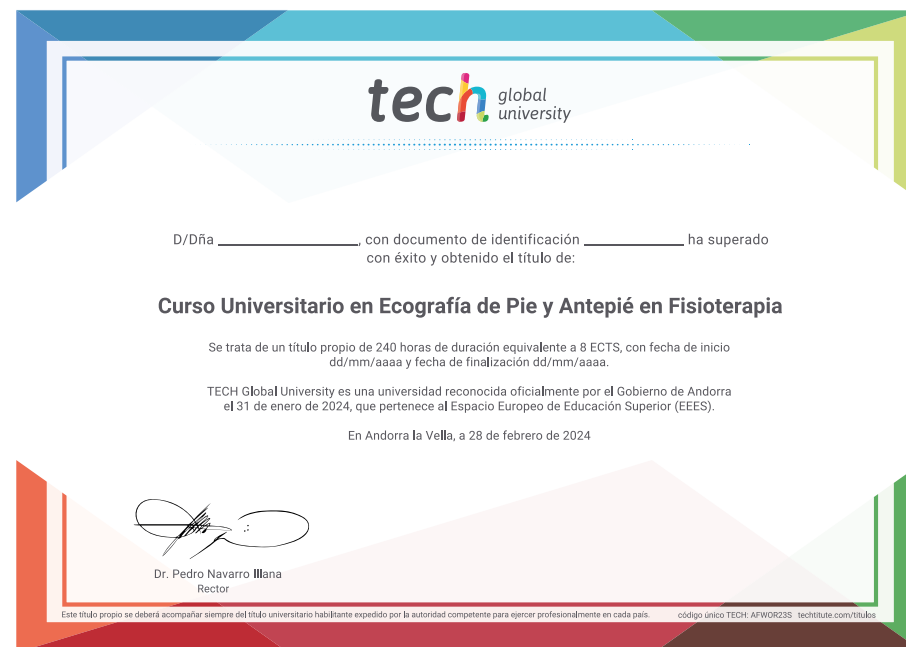 tech global university
D/Dña ____________________, con documento de identificación ______________ ha superado
con éxito y obtenido el título de:
Curso Universitario en Ecografía de Pie y Antepié en Fisioterapia
Se trata de un título propio de 240 horas de duración equivalente a 8 ECTS, con fecha de inicio
dd/mm/aaaa y fecha de finalización dd/mm/aaaa.
TECH Global University es una universidad reconocida oficialmente por el Gobierno de Andorra
el 31 de enero de 2024, que pertenece al Espacio Europeo de Educación Superior (EEES).
En Andorra la Vella, a 28 de febrero de 2024
Dr. Pedro Navarro Illana
Rector
Este título propio se deberá acompañar siempre del título universitario habilitante expedido por la autoridad competente para ejercer profesionalmente en cada país. código único TECH: AFWOR23S techtitute.com/titulos